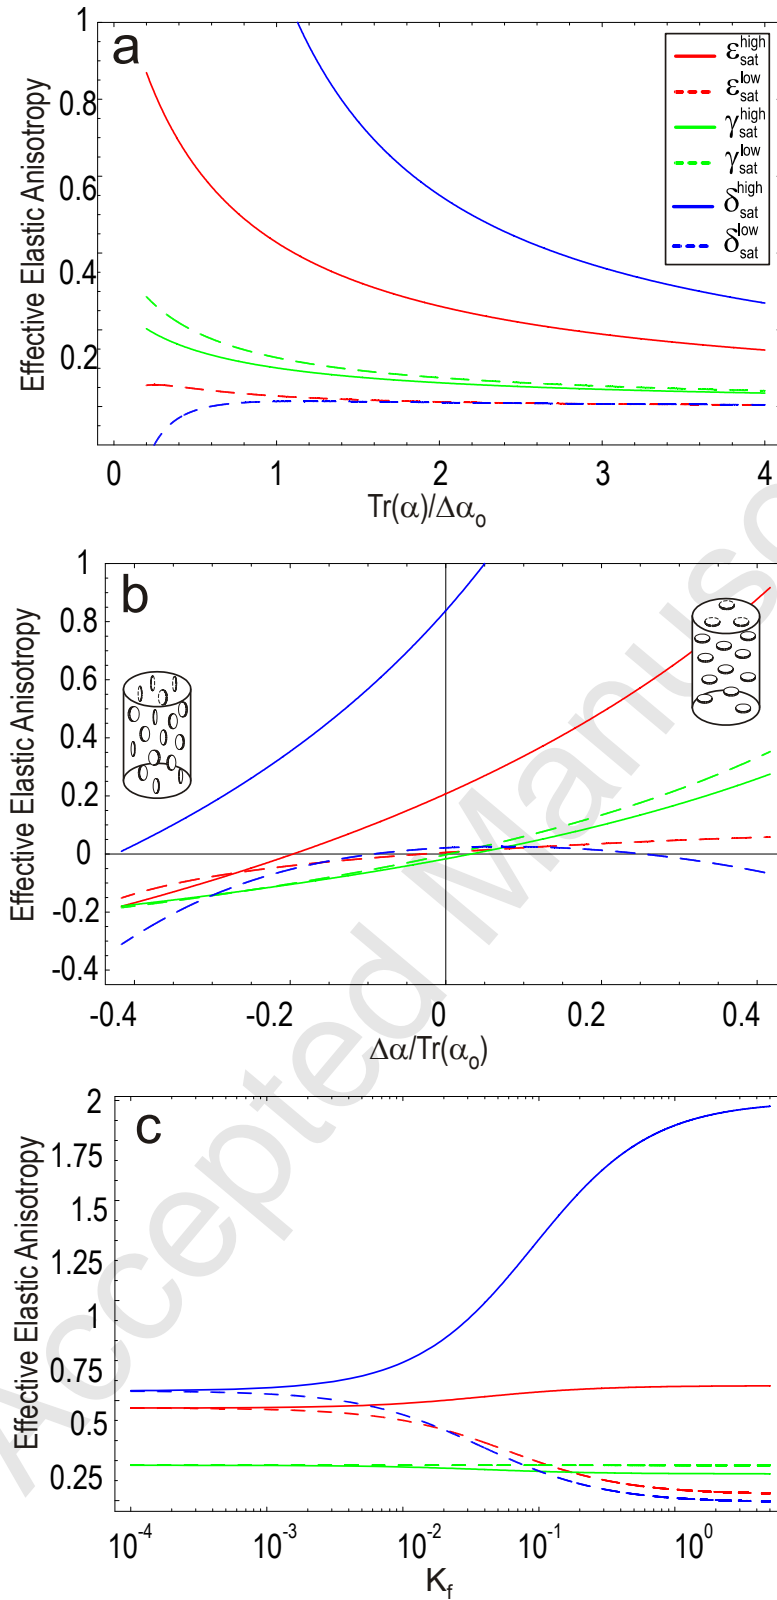 a
1
0.8
0.6
0.4
0.2
Effective Elastic Anisotropy
ε_sat^high
ε_sat^low
γ_sat^high
γ_sat^low
δ_sat^high
δ_sat^low
0 1 2 3 4
Tr(α)/Δα_o
b
1
0.8
0.6
0.4
0.2
0
-0.2
-0.4
Effective Elastic Anisotropy
-0.4 -0.2 0 0.2 0.4
Δα/Tr(α_o)
c
2
1.75
1.5
1.25
1
0.75
0.5
0.25
Effective Elastic Anisotropy
10^-4 10^-3 10^-2 10^-1 10^0
K_f
Accepted Manusc